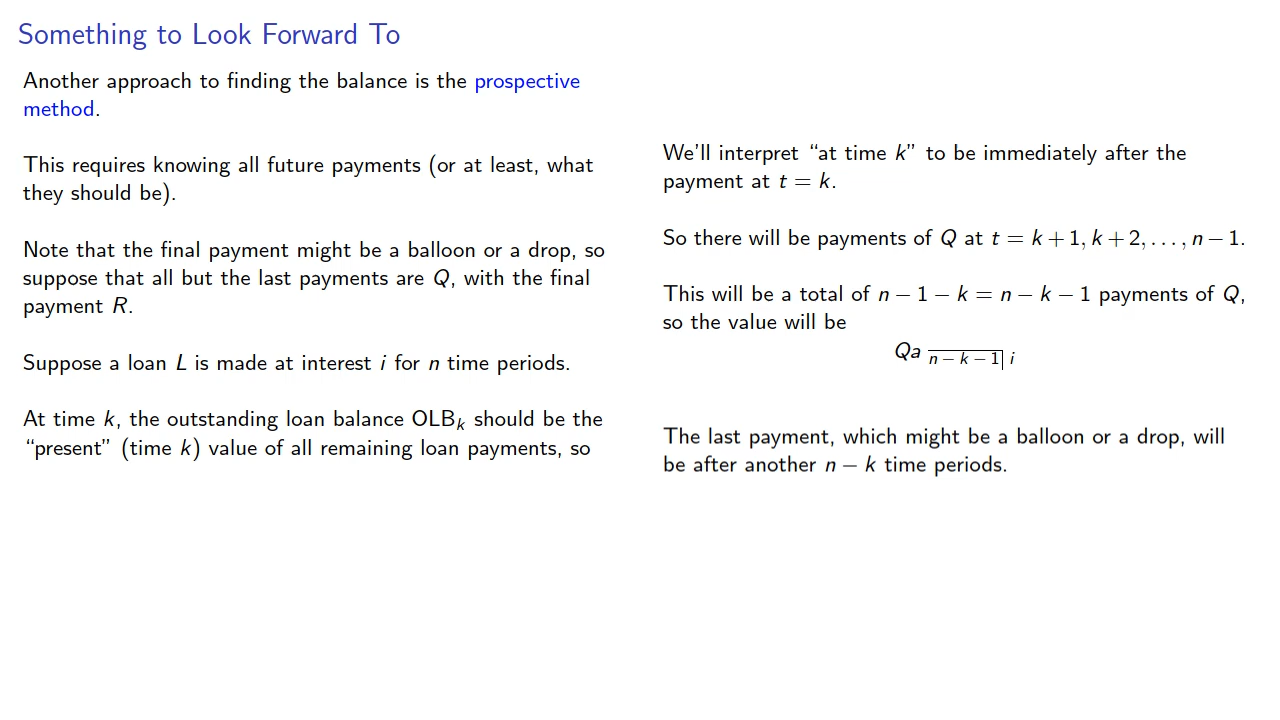 Something to Look Forward To
Another approach to finding the balance is the prospective
method.
This requires knowing all future payments (or at least, what
they should be).
Note that the final payment might be a balloon or a drop, so
suppose that all but the last payments are Q, with the final
payment R.
Suppose a loan L is made at interest i for n time periods.
At time k, the outstanding loan balance OLBₖ should be the
“present” (time k) value of all remaining loan payments, so
We’ll interpret “at time k” to be immediately after the
payment at t = k.
So there will be payments of Q at t = k + 1, k + 2, . . . , n − 1.
This will be a total of n − 1 − k = n − k − 1 payments of Q,
so the value will be
Qa n − k − 1| i
The last payment, which might be a balloon or a drop, will
be after another n − k time periods.